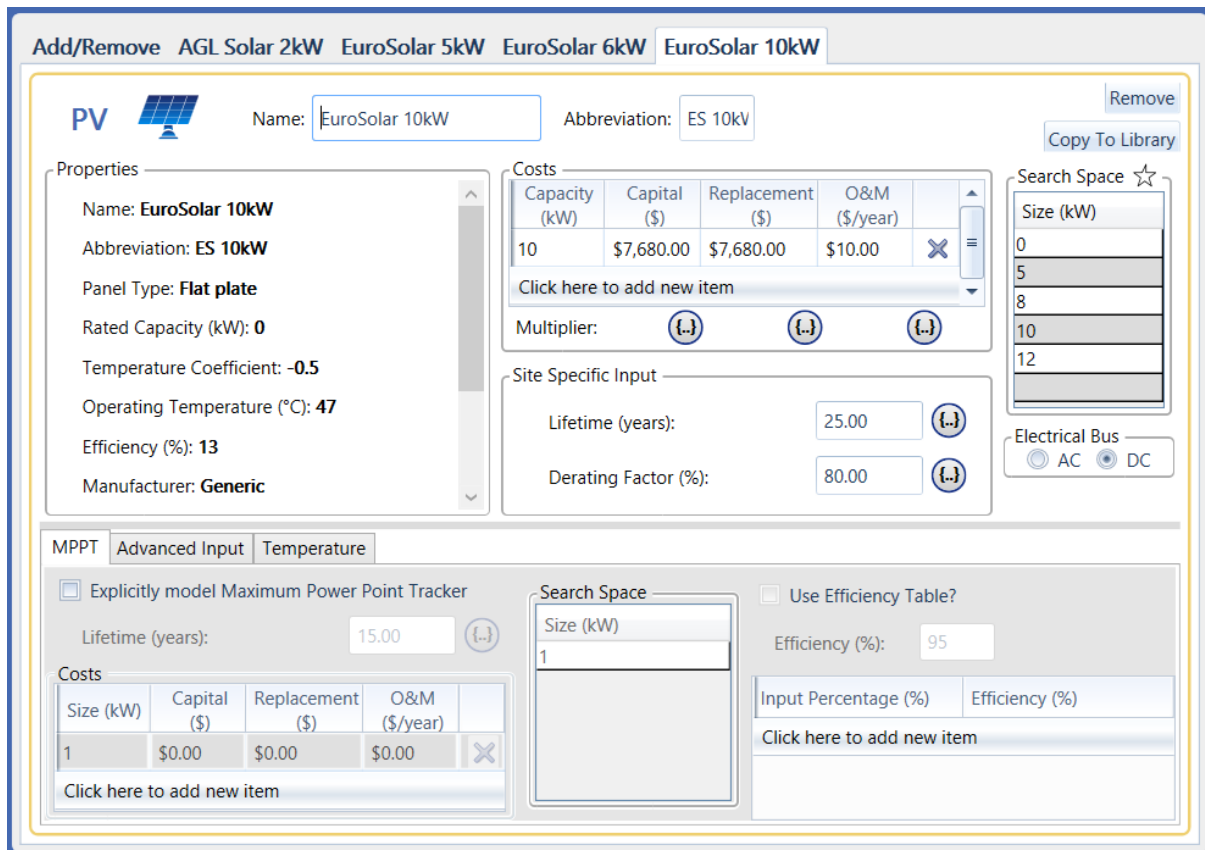 Add/Remove AGL Solar 2kW EuroSolar 5kW EuroSolar 6kW EuroSolar 10kW
PV
Name: EuroSolar 10kW
Abbreviation: ES 10kW
Remove
Copy To Library
Properties
Name: EuroSolar 10kW
Abbreviation: ES 10kW
Panel Type: Flat plate
Rated Capacity (kW): 0
Temperature Coefficient: -0.5
Operating Temperature (°C): 47
Efficiency (%): 13
Manufacturer: Generic
Costs
Capacity (kW) Capital ($) Replacement ($) O&M ($/year)
10 $7,680.00 $7,680.00 $10.00
Click here to add new item
Multiplier: {..} {..} {..}
Site Specific Input
Lifetime (years): 25.00 {..}
Derating Factor (%): 80.00 {..}
Search Space
Size (kW)
0
5
8
10
12
Electrical Bus
AC DC
MPPT Advanced Input Temperature
Explicitly model Maximum Power Point Tracker
Lifetime (years): 15.00 {..}
Costs
Size (kW) Capital ($) Replacement ($) O&M ($/year)
1 $0.00 $0.00 $0.00
Click here to add new item
Search Space
Size (kW)
1
Use Efficiency Table?
Efficiency (%): 95
Input Percentage (%) Efficiency (%)
Click here to add new item